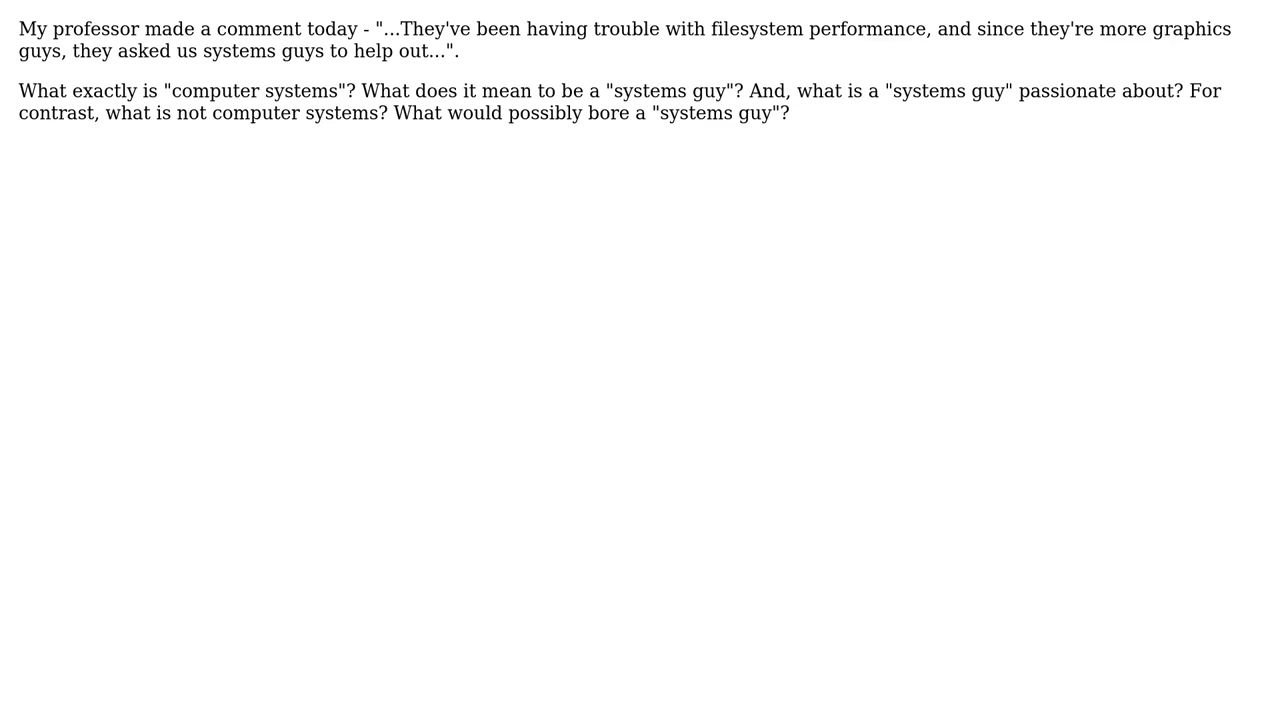 My professor made a comment today - "...They've been having trouble with filesystem performance, and since they're more graphics
guys, they asked us systems guys to help out...".
What exactly is "computer systems"? What does it mean to be a "systems guy"? And, what is a "systems guy" passionate about? For
contrast, what is not computer systems? What would possibly bore a "systems guy"?